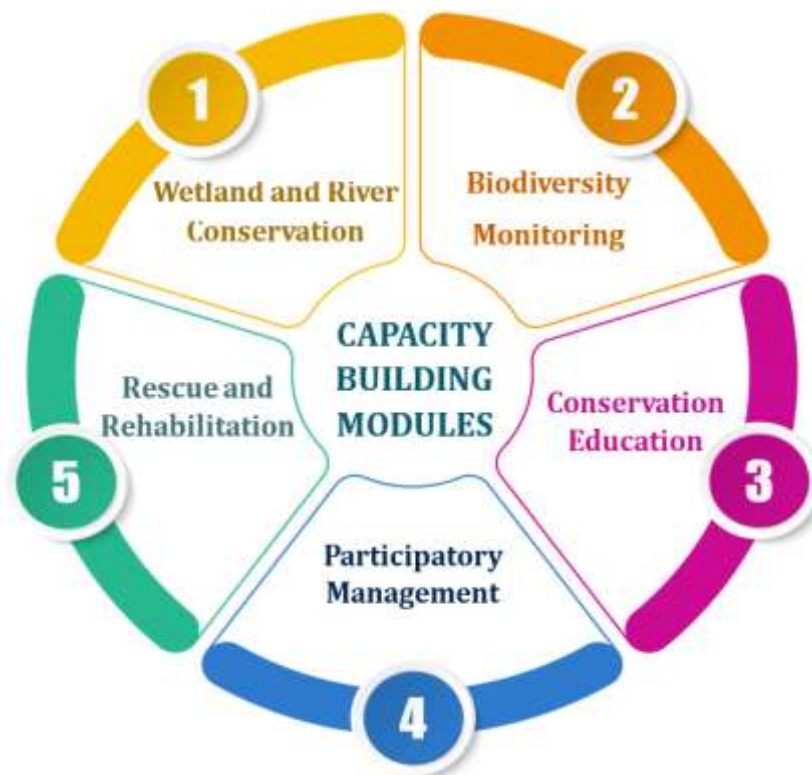 1
Wetland and River
Conservation
2
Biodiversity
Monitoring
CAPACITY
BUILDING
MODULES
3
Conservation
Education
4
Participatory
Management
5
Rescue and
Rehabilitation